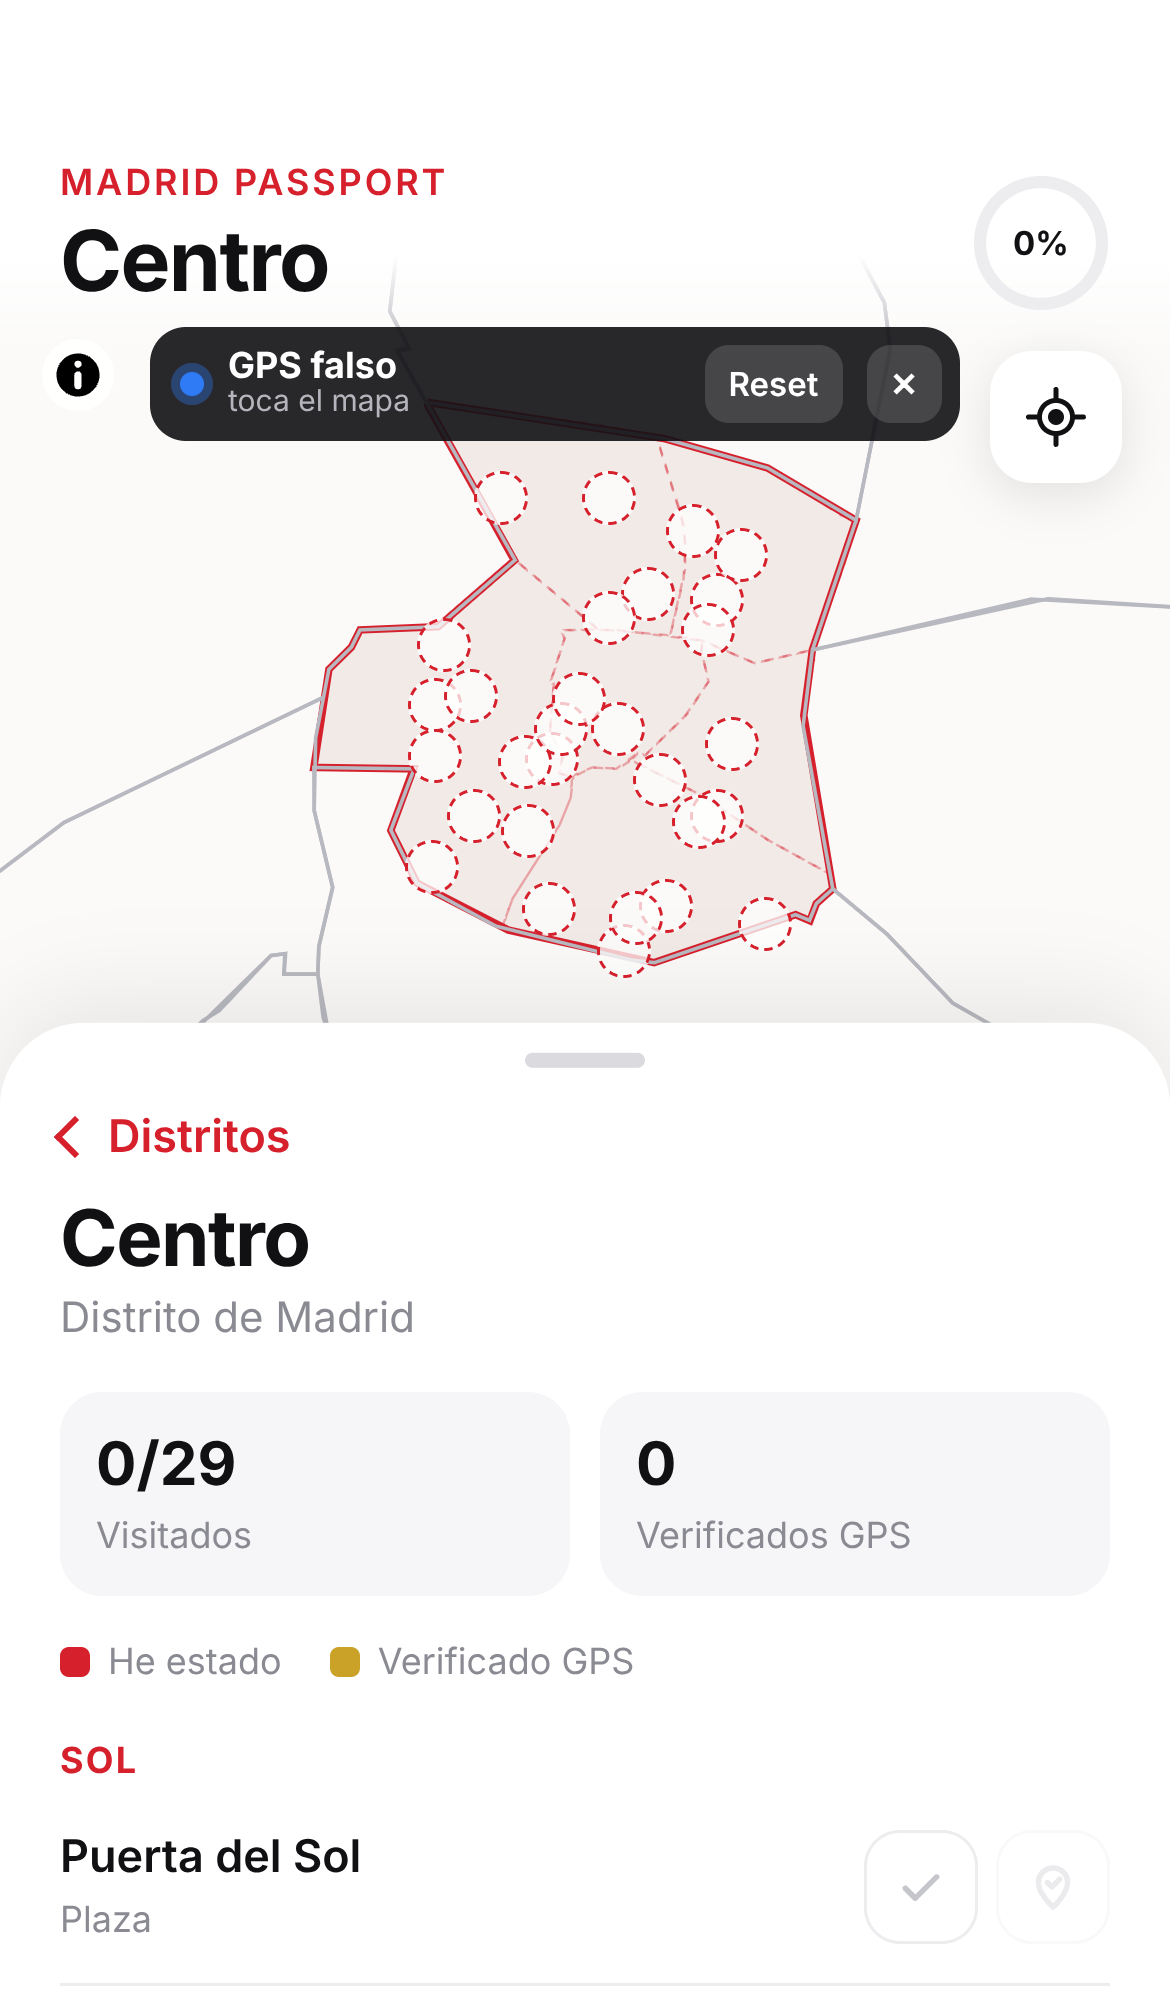 MADRID PASSPORT
Centro
0%
GPS falso
toca el mapa
Reset
Distritos
Centro
Distrito de Madrid
0/29
Visitados
0
Verificados GPS
He estado
Verificado GPS
SOL
Puerta del Sol
Plaza